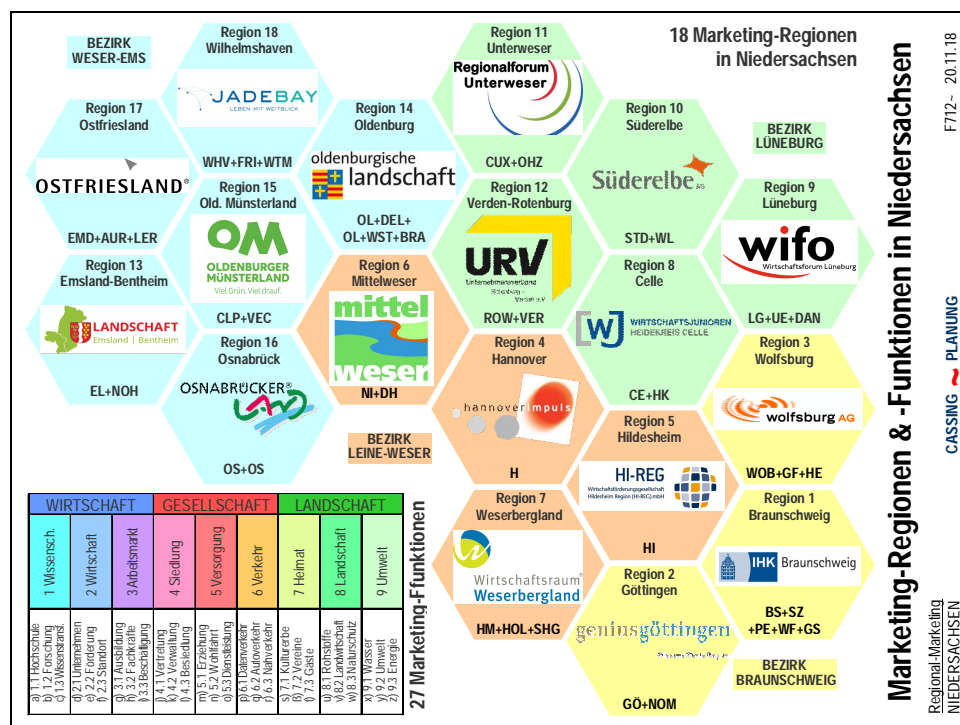 18 Marketing-Regionen
in Niedersachsen
BEZIRK
WESER-EMS
Region 18
Wilhelmshaven
JADEBAY
LEBEN MIT WEITBLICK
WHV+FRI+WTM
Region 11
Unterweser
Regionalforum
Unterweser
CUX+OHZ
Region 17
Ostfriesland
OSTFRIESLAND®
EMD+AUR+LER
Region 14
Oldenburg
oldenburgische
landschaft
OL+DEL+
OL+WST+BRA
Region 10
Süderelbe
Süderelbe AG
STD+WL
BEZIRK
LÜNEBURG
Region 15
Old. Münsterland
OM
OLDENBURGER
MÜNSTERLAND
Viel Grün. Viel drauf.
CLP+VEC
Region 12
Verden-Rotenburg
URV
Unternehmensverband
Rotenburg –
Verden e.V.
ROW+VER
Region 9
Lüneburg
wifo
Wirtschaftsforum Lüneburg
LG+UE+DAN
Region 13
Emsland-Bentheim
LANDSCHAFT
Emsland | Bentheim
EL+NOH
Region 6
Mittelweser
mittel
weser
NI+DH
Region 8
Celle
WJ
WIRTSCHAFTSJUNIOREN
HEIDEKREIS CELLE
CE+HK
Region 16
Osnabrück
OSNABRÜCKER®
OS+OS
Region 4
Hannover
hannoverimpuls
H
Region 3
Wolfsburg
wolfsburg AG
WOB+GF+HE
BEZIRK
LEINE-WESER
Region 5
Hildesheim
HI-REG
Wirtschaftsförderungsgesellschaft
Hildesheim Region (HI-REG) mbH
HI
Region 7
Weserbergland
Wirtschaftsraum
Weserbergland
HM+HOL+SHG
Region 1
Braunschweig
IHK Braunschweig
BS+SZ
+PE+WF+GS
Region 2
Göttingen
geniusgöttingen
GÖ+NOM
BEZIRK
BRAUNSCHWEIG
WIRTSCHAFT GESELLSCHAFT LANDSCHAFT
1 Wissensch.
2 Wirtschaft
3 Arbeitsmarkt
4 Siedlung
5 Versorgung
6 Verkehr
7 Heimat
8 Landschaft
9 Umwelt
a) 1.1 Hochschule
b) 1.2 Forschung
c) 1.3 Wissenstransf.
d) 2.1 Unternehmen
e) 2.2 Förderung
f) 2.3 Standort
g) 3.1 Ausbildung
h) 3.2 Fachkräfte
i) 3.3 Beschäftigung
j) 4.1 Vertretung
k) 4.2 Verwaltung
l) 4.3 Besiedlung
m) 5.1 Erziehung
n) 5.2 Wohlfahrt
o) 5.3 Dienstleistung
p) 6.1 Datenverkehr
q) 6.2 Autoverkehr
r) 6.3 Nahverkehr
s) 7.1 Kulturerbe
t) 7.2 Vereine
7.3 Gäste
u) 8.1 Rohstoffe
v) 8.2 Landwirtschaft
w) 8.3 Naturschutz
x) 9.1 Wasser
y) 9.2 Umwelt
z) 9.3 Energie
27 Marketing-Funktionen
Marketing-Regionen & -Funktionen in Niedersachsen
Regional-Marketing
NIEDERSACHSEN
CASSING ~ PLANUNG
F712~ 20.11.18